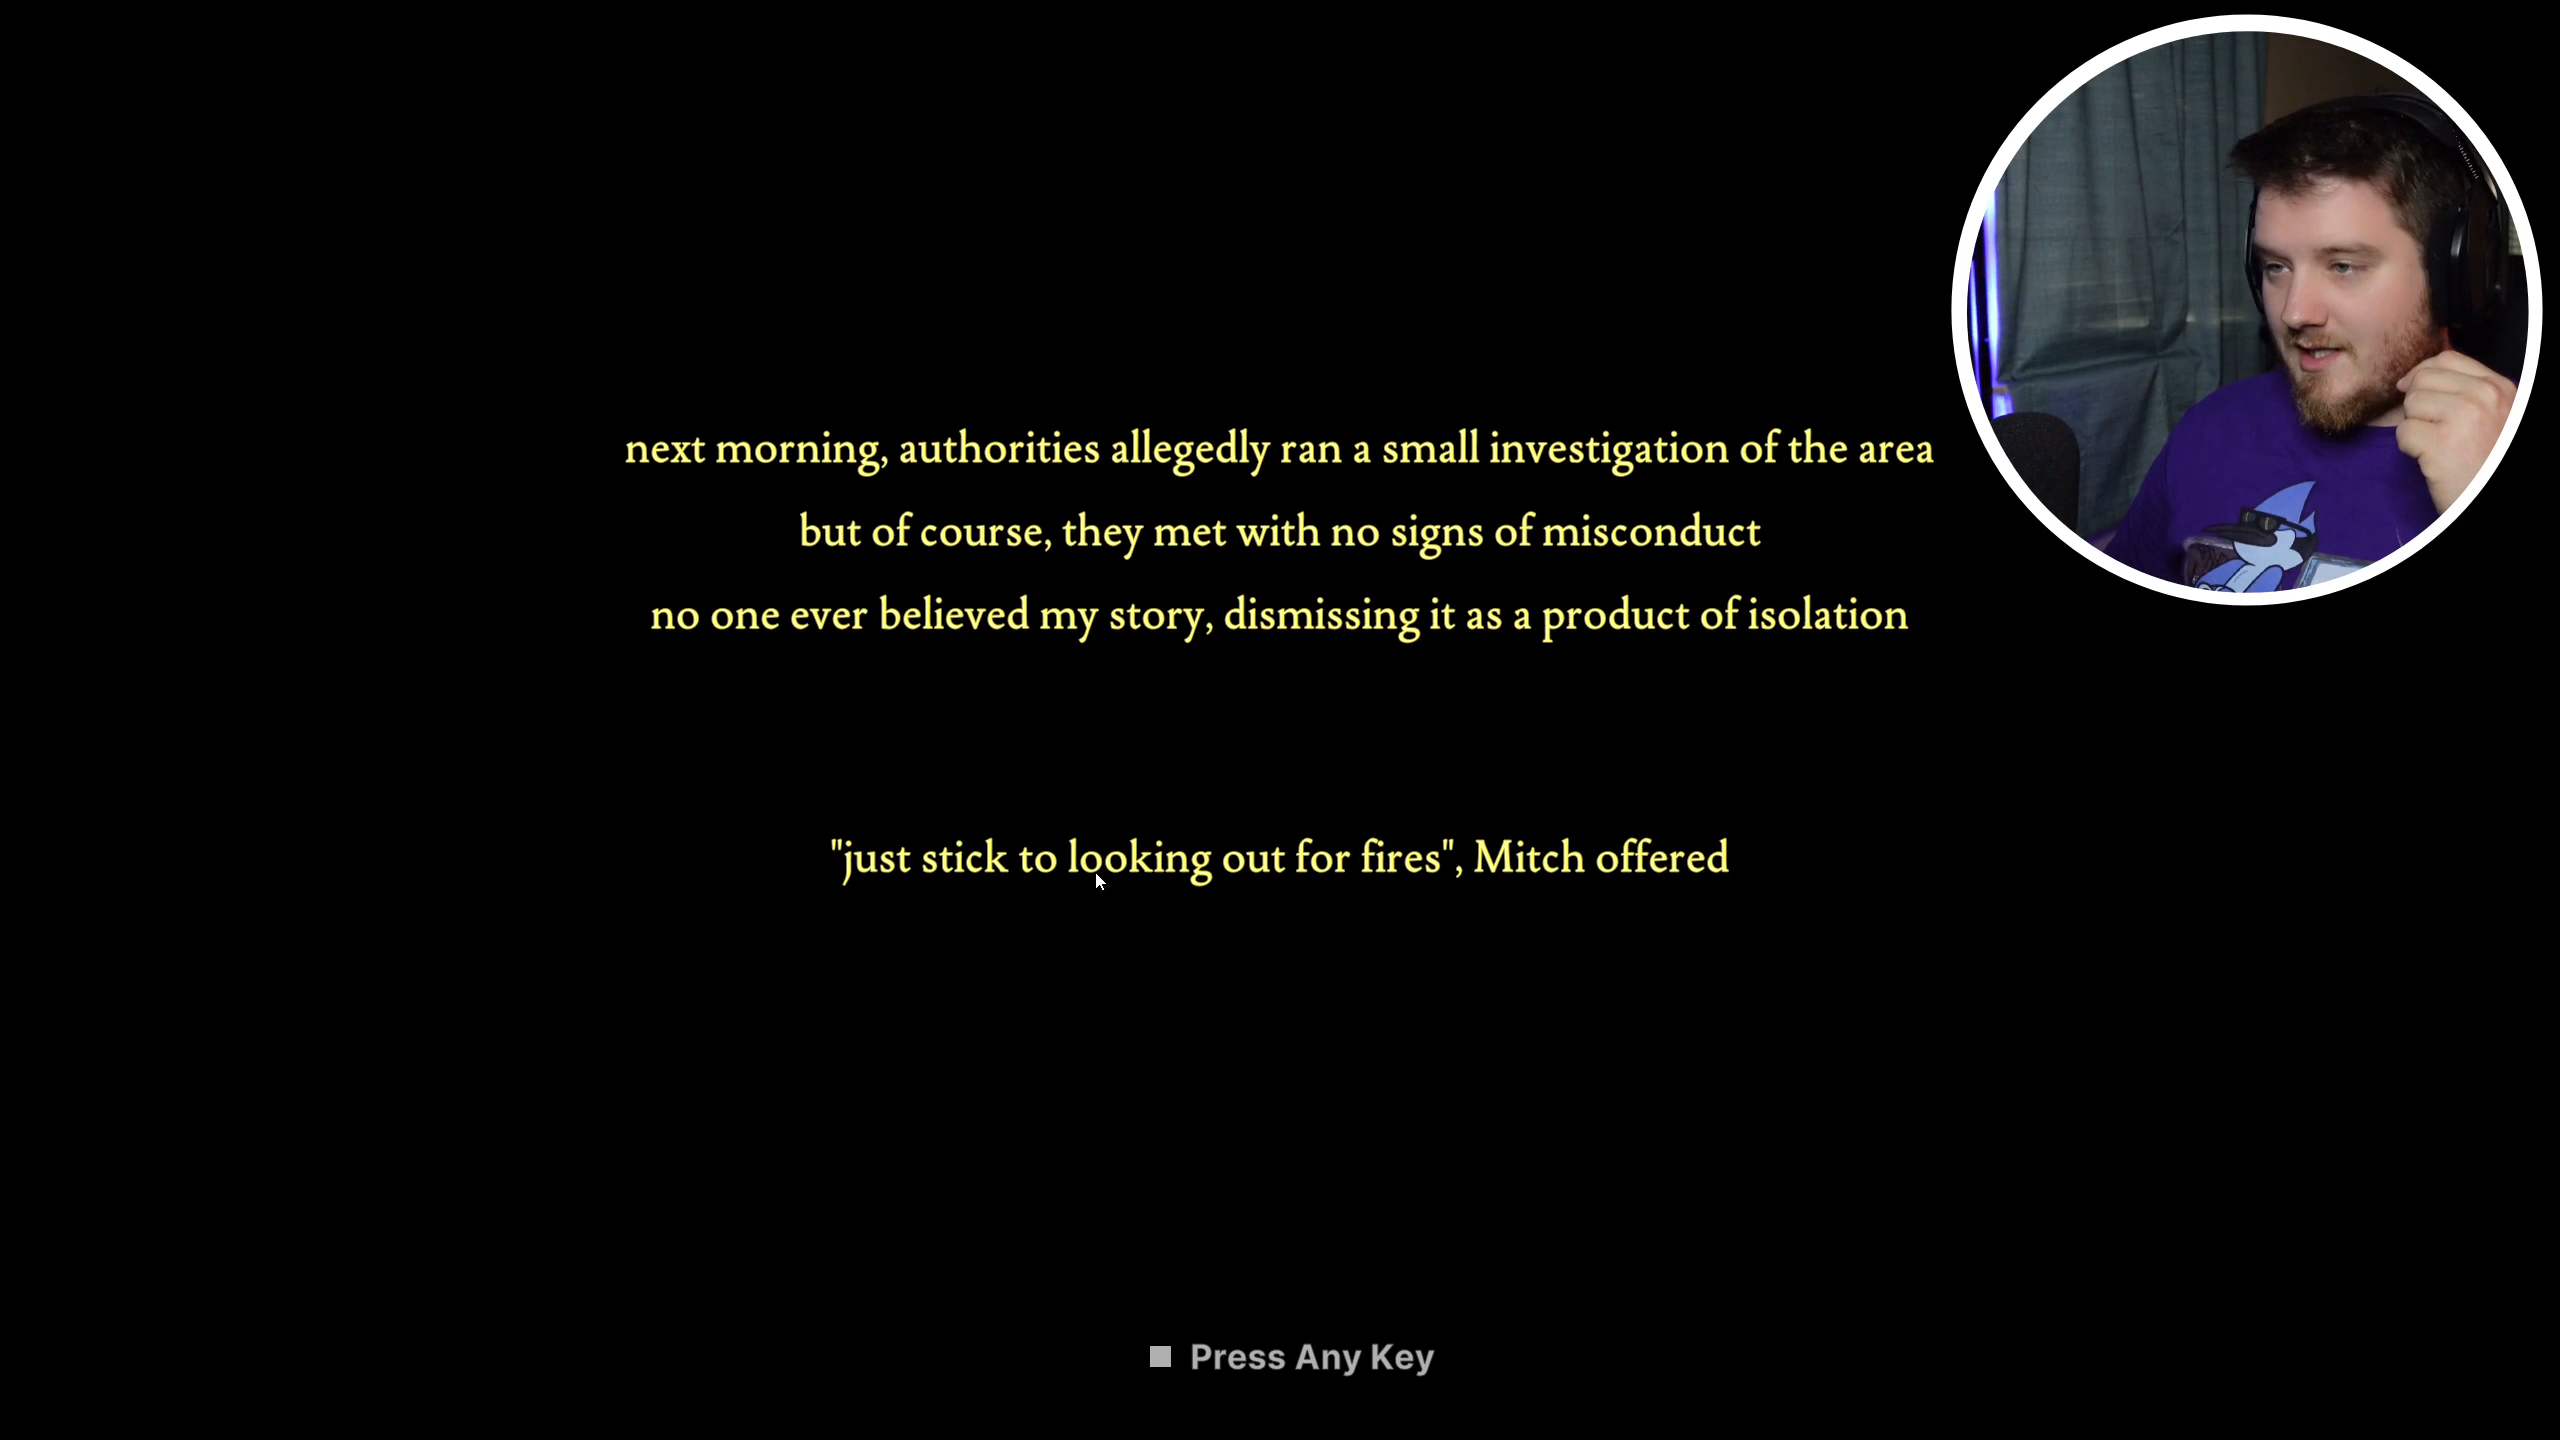 next morning, authorities allegedly ran a small investigation of the area
but of course, they met with no signs of misconduct
no one ever believed my story, dismissing it as a product of isolation
"just stick to looking out for fires", Mitch offered
Press Any Key